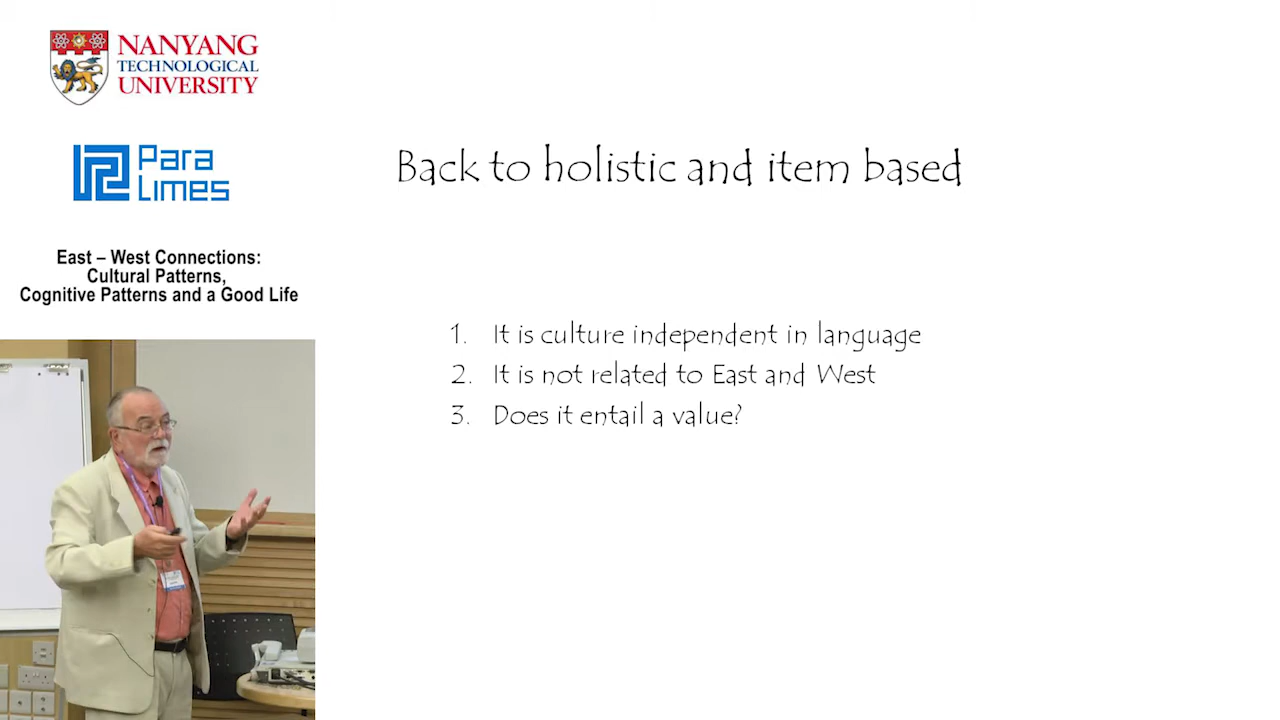 NANYANG
TECHNOLOGICAL
UNIVERSITY
Para
Limes
East – West Connections:
Cultural Patterns,
Cognitive Patterns and a Good Life
Back to holistic and item based
1. It is culture independent in language
2. It is not related to East and West
3. Does it entail a value?